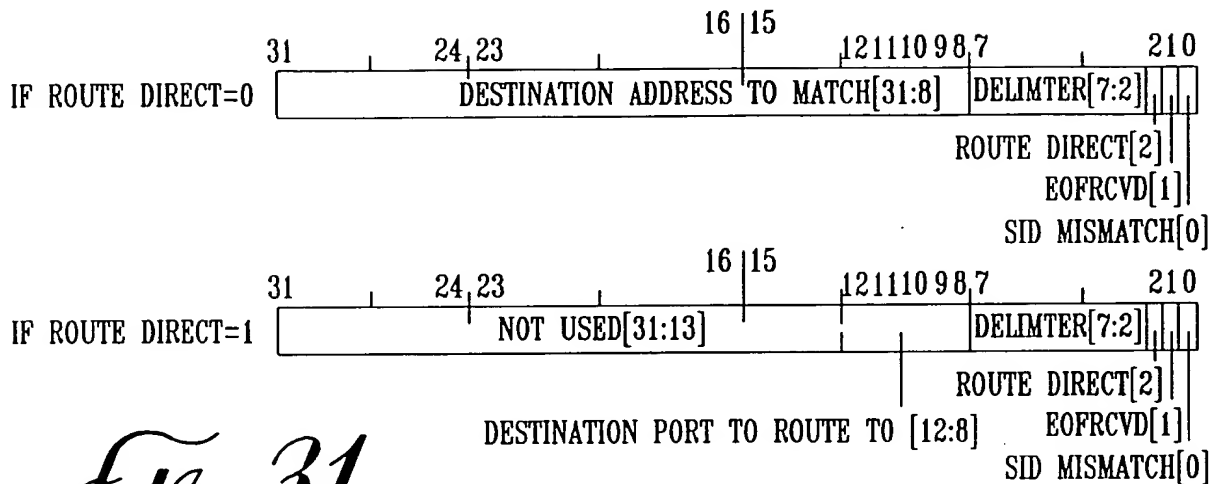 16 15
31 24 23 12 11 10 9 8 7 2 1 0
IF ROUTE DIRECT=0 DESTINATION ADDRESS TO MATCH[31:8] DELIMTER[7:2]
ROUTE DIRECT[2]
EOFRCVD[1]
SID MISMATCH[0]
16 15
31 24 23 12 11 10 9 8 7 2 1 0
IF ROUTE DIRECT=1 NOT USED[31:13] DELIMTER[7:2]
ROUTE DIRECT[2]
DESTINATION PORT TO ROUTE TO [12:8] EOFRCVD[1]
SID MISMATCH[0]
31